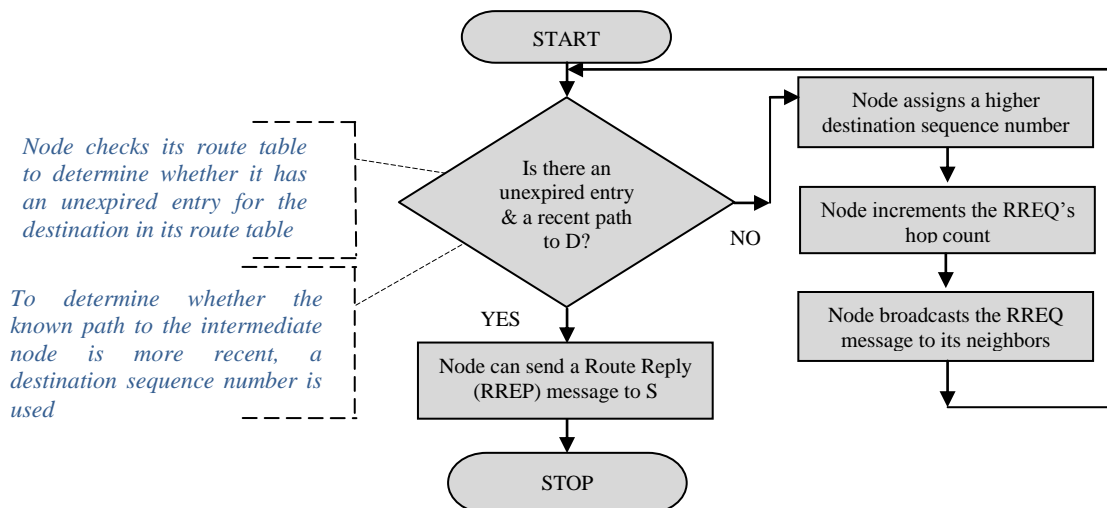 START
Node checks its route table
to determine whether it has
an unexpired entry for the
destination in its route table
To determine whether the
known path to the intermediate
node is more recent, a
destination sequence number is
used
Is there an
unexpired entry
& a recent path
to D?
NO
YES
Node can send a Route Reply
(RREP) message to S
STOP
Node assigns a higher
destination sequence number
Node increments the RREQ's
hop count
Node broadcasts the RREQ
message to its neighbors